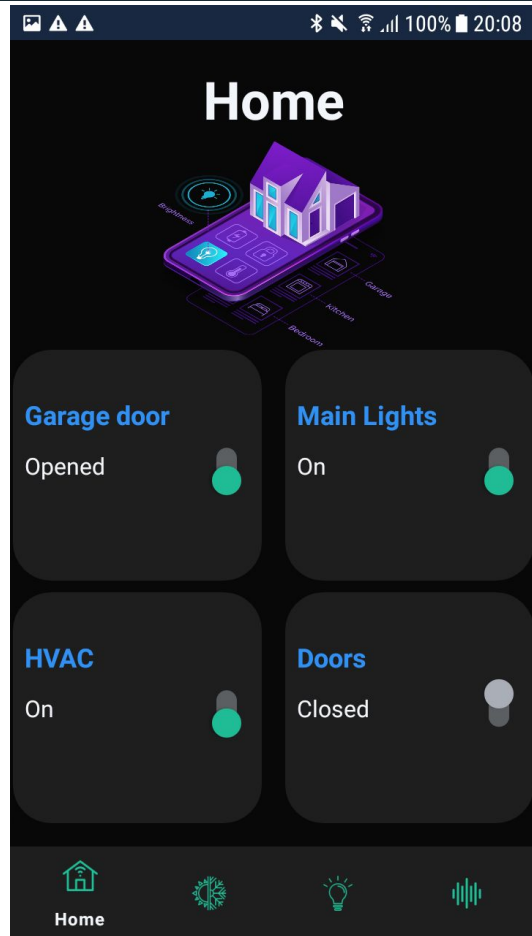 100% 20:08
Home
Brightness
Garage
Kitchen
Bedroom
Garage door
Opened
Main Lights
On
HVAC
On
Doors
Closed
Home